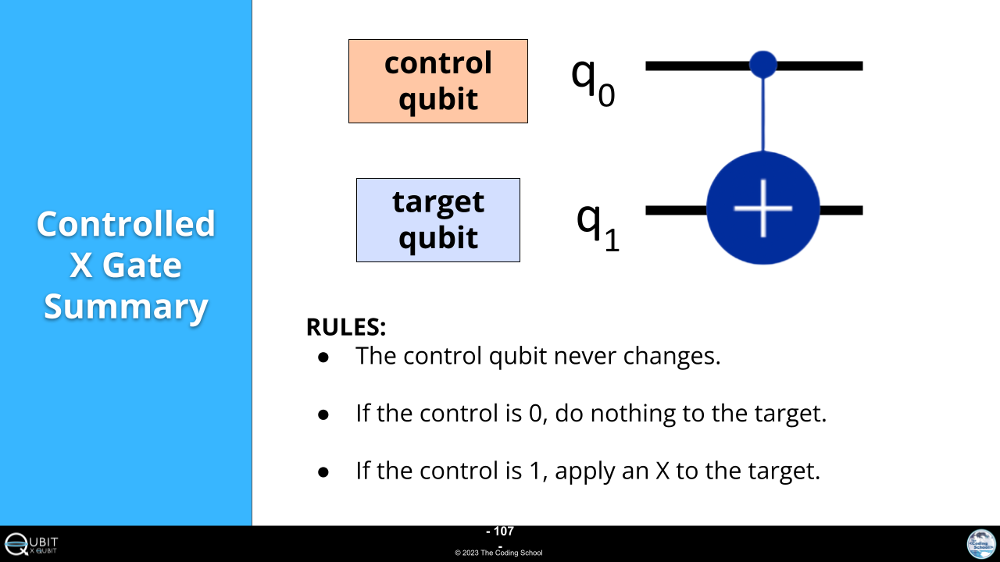 Controlled
X Gate
Summary
control
qubit
q0
target
qubit
q1
RULES:
● The control qubit never changes.
● If the control is 0, do nothing to the target.
● If the control is 1, apply an X to the target.
QUBIT
X QUBIT
- 107
-
© 2023 The Coding School
the
Coding
School